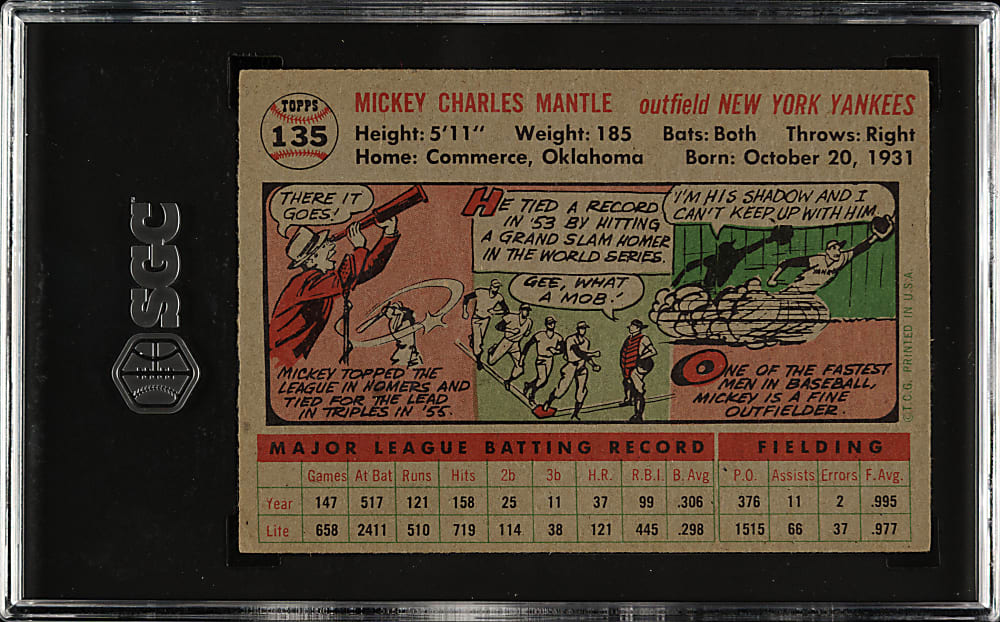 SGC
TOPPS
135
MICKEY CHARLES MANTLE outfield NEW YORK YANKEES
Height: 5'11" Weight: 185 Bats: Both Throws: Right
Home: Commerce, Oklahoma Born: October 20, 1931
THERE IT
GOES!
MICKEY TOPPED THE
LEAGUE IN HOMERS AND
TIED FOR THE LEAD
IN TRIPLES IN '55.
HE TIED A RECORD
IN '53 BY HITTING
A GRAND SLAM HOMER
IN THE WORLD SERIES.
GEE, WHAT
A MOB!
I'M HIS SHADOW AND I
CAN'T KEEP UP WITH HIM.
YANKS
ONE OF THE FASTEST
MEN IN BASEBALL,
MICKEY IS A FINE
OUTFIELDER.
©T.C.G. PRINTED IN U.S.A.
MAJOR LEAGUE BATTING RECORD FIELDING
Games At Bat Runs Hits 2b 3b H.R. R.B.I. B. Avg. P.O. Assists Errors F. Avg.
Year 147 517 121 158 25 11 37 99 .306 376 11 2 .995
Life 658 2411 510 719 114 38 121 445 .298 1515 66 37 .977